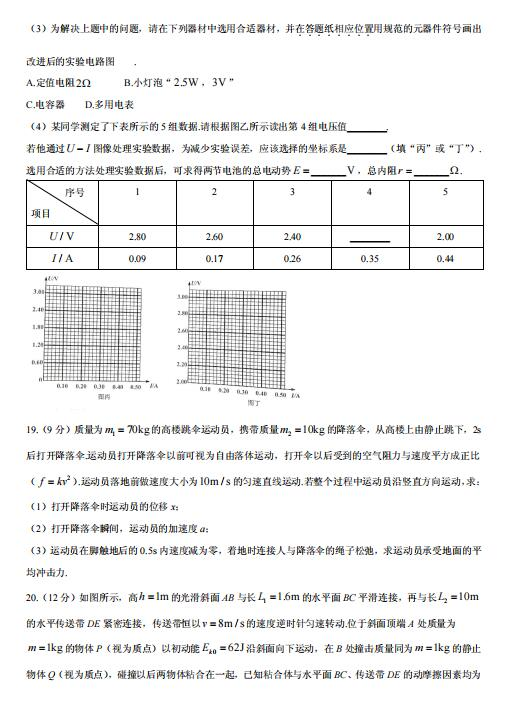 （3）为解决上题中的问题，请在下列器材中选用合适器材，并在答题纸相应位置用规范的元器件符号画出
改进后的实验电路图　　.
A.定值电阻2Ω　　B.小灯泡“2.5W，3V”
C.电容器　D.多用电表
（4）某同学测定了下表所示的5组数据.请根据图乙所示读出第4组电压值_______.
若他通过U－I图像处理实验数据，为减少实验误差，应该选择的坐标系是_______（填“丙”或“丁”）.
选用合适的方法处理实验数据后，可求得两节电池的总电动势E＝______V，总内阻r＝______Ω.
序号 1 2 3 4 5
项目
U / V 2.80 2.60 2.40 _______ 2.00
I / A 0.09 0.17 0.26 0.35 0.44
U/V U/V
3.00 3.00
2.40 2.80
1.80 2.60
1.20 2.40
0.60 2.20
0 2.00
0.10 0.20 0.30 0.40 0.50 I/A 0.10 0.20 0.30 0.40 0.50 I/A
图丙 图丁
19.（9分）质量为m₁＝70kg的高楼跳伞运动员，携带质量m₂＝10kg的降落伞，从高楼上由静止跳下，2s
后打开降落伞.运动员打开降落伞以前可视为自由落体运动，打开伞以后受到的空气阻力与速度平方成正比
（f＝kv²）.运动员落地前做速度大小为10m/s的匀速直线运动.若整个过程中运动员沿竖直方向运动，求：
（1）打开降落伞时运动员的位移x；
（2）打开降落伞瞬间，运动员的加速度a；
（3）运动员在脚触地后的0.5s内速度减为零，着地时连接人与降落伞的绳子松弛，求运动员承受地面的平
均冲击力.
20.（12分）如图所示，高h＝1m的光滑斜面AB与长L₁＝1.6m的水平面BC平滑连接，再与长L₂＝10m
的水平传送带DE紧密连接，传送带恒以v＝8m/s的速度逆时针匀速转动.位于斜面顶端A处质量为
m＝1kg的物体P（视为质点）以初动能Eₖ₀＝62J沿斜面向下运动，在B处撞击质量同为m＝1kg的静止
物体Q（视为质点），碰撞以后两物体粘合在一起，已知粘合体与水平面BC、传送带DE的动摩擦因均为